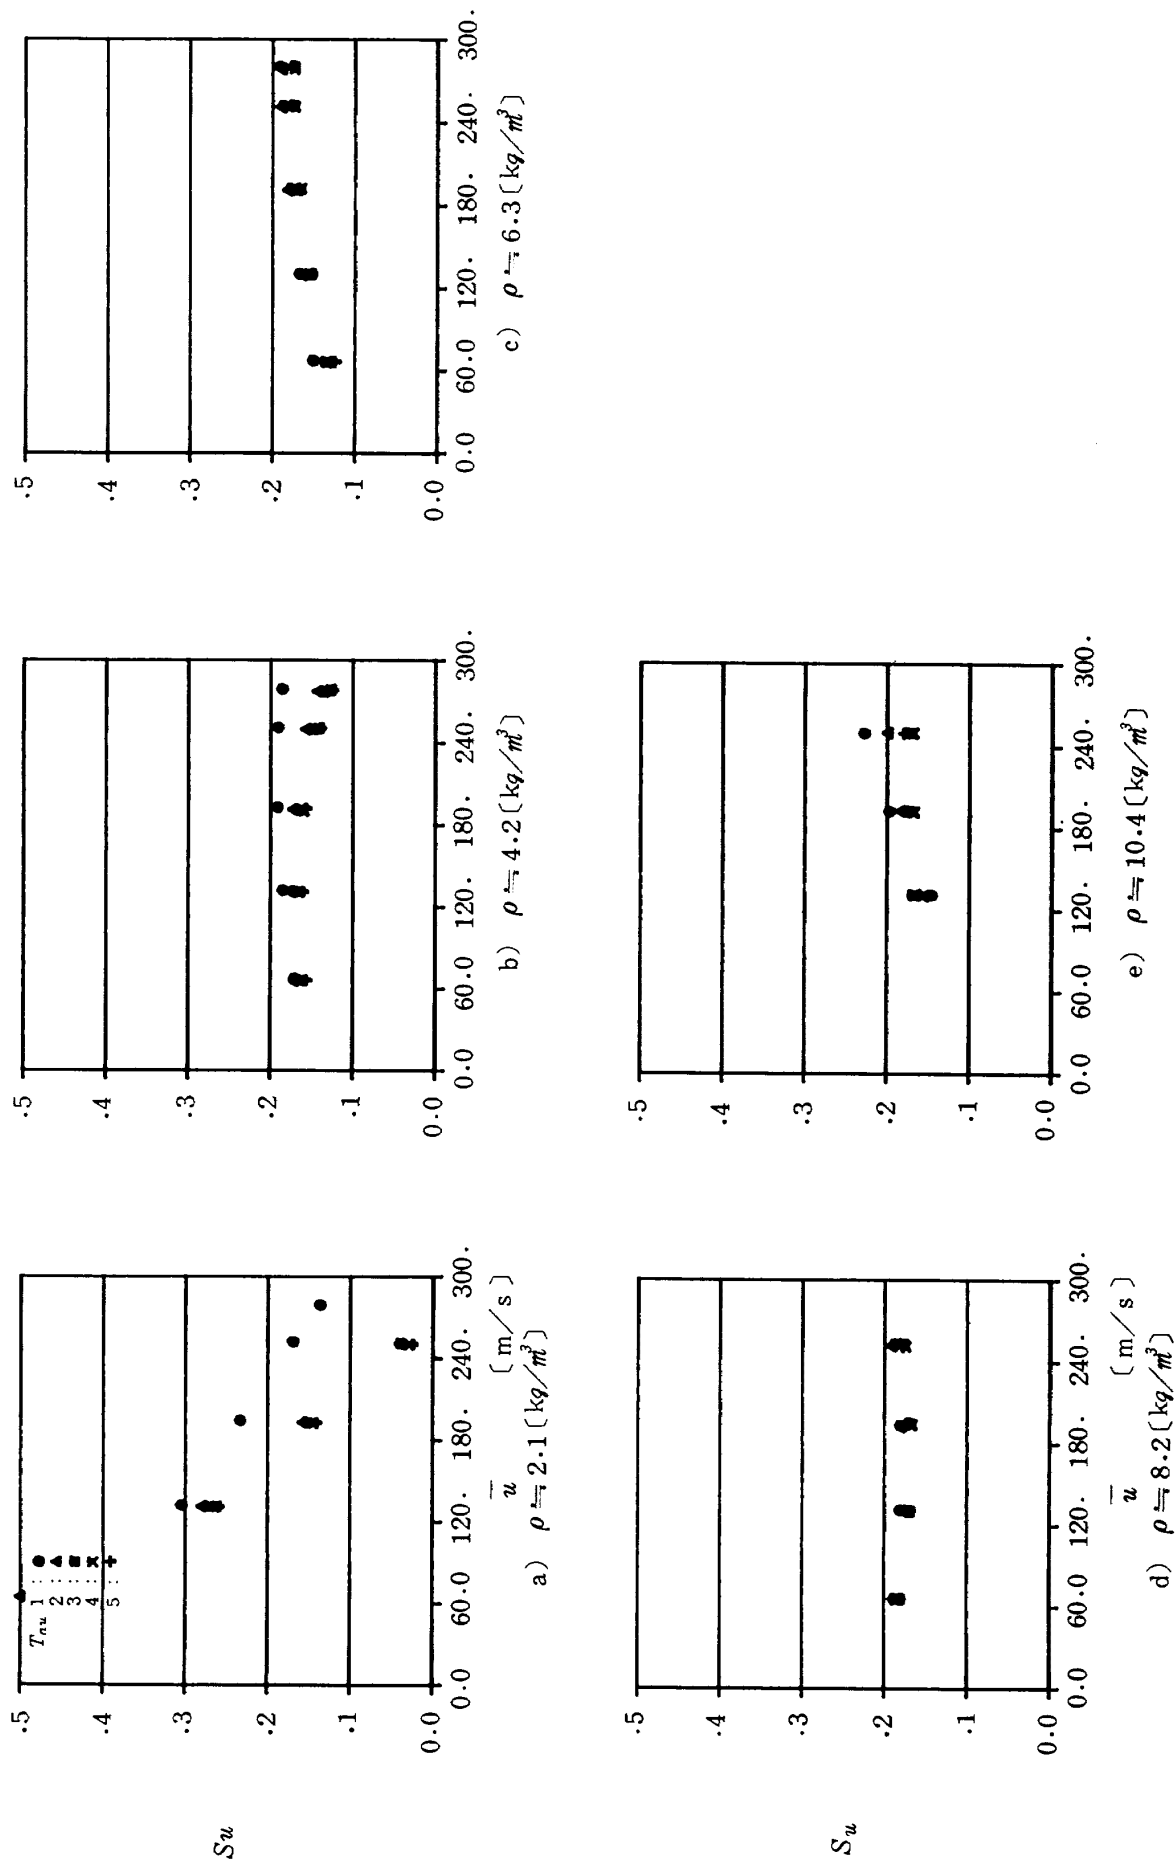 Su
.5
.4
.3
.2
.1
0.0
Tnu 1 : ●
2 : ▲
3 : ■
4 : ×
5 : +
0.0 60.0 120. 180. 240. 300.
u̅ 〔m/s〕
a) ρ≒2.1〔kg/m³〕
.5
.4
.3
.2
.1
0.0
0.0 60.0 120. 180. 240. 300.
b) ρ≒4.2〔kg/m³〕
.5
.4
.3
.2
.1
0.0
0.0 60.0 120. 180. 240. 300.
c) ρ≒6.3〔kg/m³〕
Su
.5
.4
.3
.2
.1
0.0
0.0 60.0 120. 180. 240. 300.
u̅ 〔m/s〕
d) ρ≒8.2〔kg/m³〕
.5
.4
.3
.2
.1
0.0
0.0 60.0 120. 180. 240. 300.
e) ρ≒10.4〔kg/m³〕